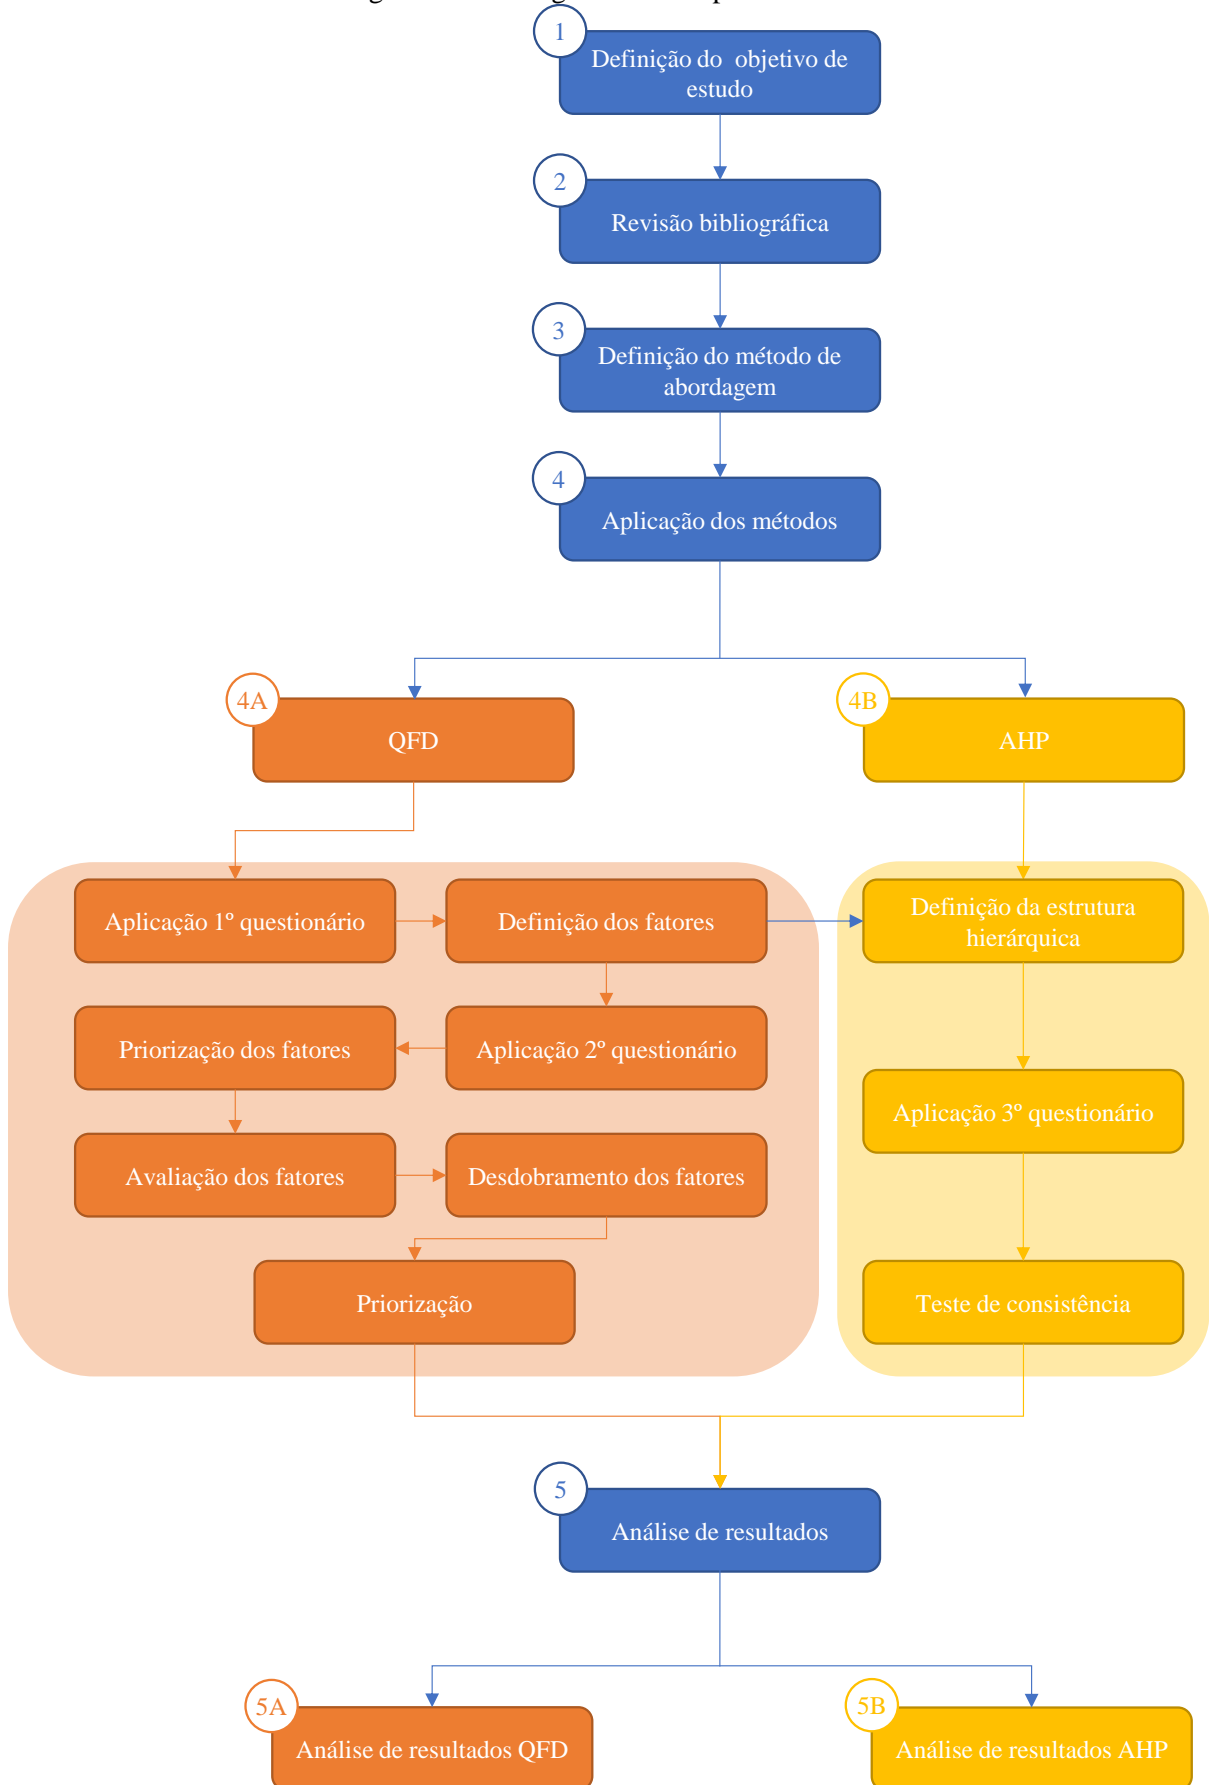 1
Definição do objetivo de
estudo
2
Revisão bibliográfica
3
Definição do método de
abordagem
4
Aplicação dos métodos
4A
QFD
4B
AHP
Aplicação 1º questionário
Definição dos fatores
Definição da estrutura
hierárquica
Priorização dos fatores
Aplicação 2º questionário
Aplicação 3º questionário
Avaliação dos fatores
Desdobramento dos fatores
Priorização
Teste de consistência
5
Análise de resultados
5A
Análise de resultados QFD
5B
Análise de resultados AHP